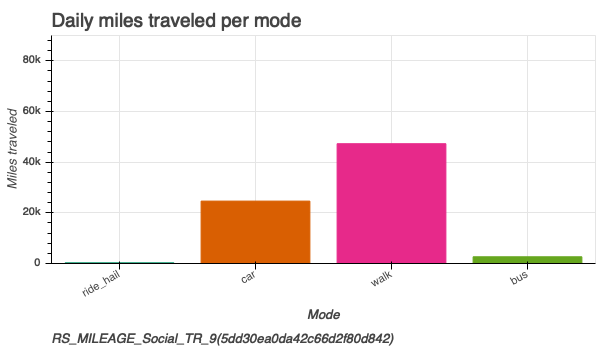 Daily miles traveled per mode
Miles traveled
80k
60k
40k
20k
0
ride_hail
car
walk
bus
Mode
RS_MILEAGE_Social_TR_9(5dd30ea0da42c66d2f80d842)